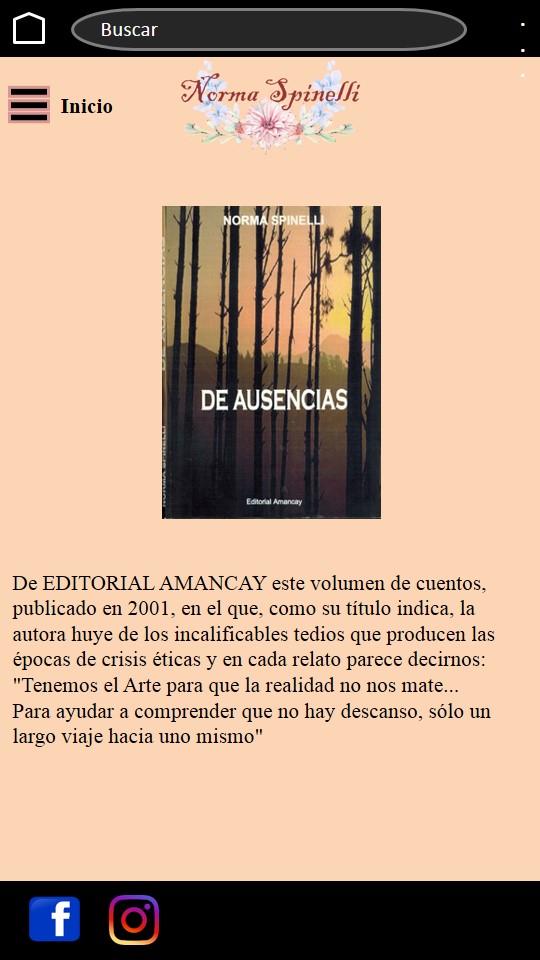 Buscar
Norma Spinelli
Inicio
NORMA SPINELLI
DE AUSENCIAS
NORMA SPINELLI
Editorial Amancay
De EDITORIAL AMANCAY este volumen de cuentos,
publicado en 2001, en el que, como su título indica, la
autora huye de los incalificables tedios que producen las
épocas de crisis éticas y en cada relato parece decirnos:
"Tenemos el Arte para que la realidad no nos mate...
Para ayudar a comprender que no hay descanso, sólo un
largo viaje hacia uno mismo"
f